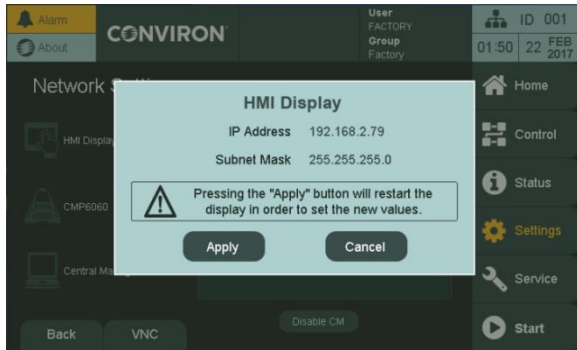 Alarm
About
CONVIRON
User
FACTORY
Group
Factory
ID 001
01:50 22 FEB
2017
Network
HMI Display
IP Address 192.168.2.79
Subnet Mask 255.255.255.0
Pressing the "Apply" button will restart the
display in order to set the new values.
Apply Cancel
HMI Display
CMP6060
Central
Disable CM
Back VNC
Home
Control
Status
Settings
Service
Start